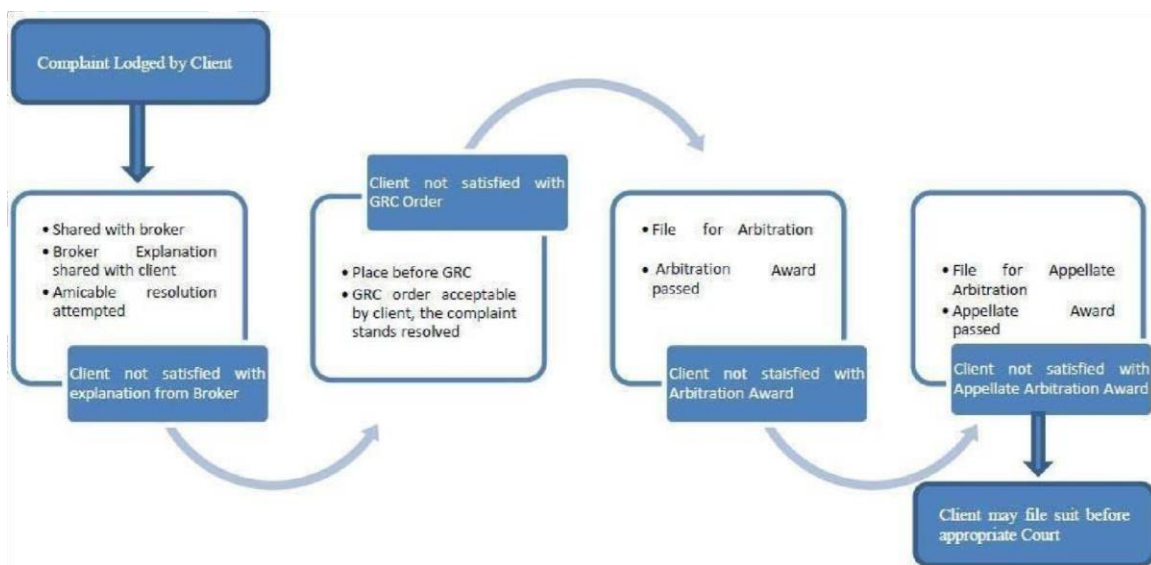 Complaint Lodged by Client
• Shared with broker
• Broker Explanation
shared with client
• Amicable resolution
attempted
Client not satisfied with
explanation from Broker
Client not satisfied with
GRC Order
• Place before GRC
• GRC order acceptable
by client, the complaint
stands resolved
• File for Arbitration
• Arbitration Award
passed
Client not staisfied with
Arbitration Award
• File for Appellate
Arbitration
• Appellate Award
passed
Client not satisfied with
Appellate Arbitration Award
Client may file suit before
appropriate Court